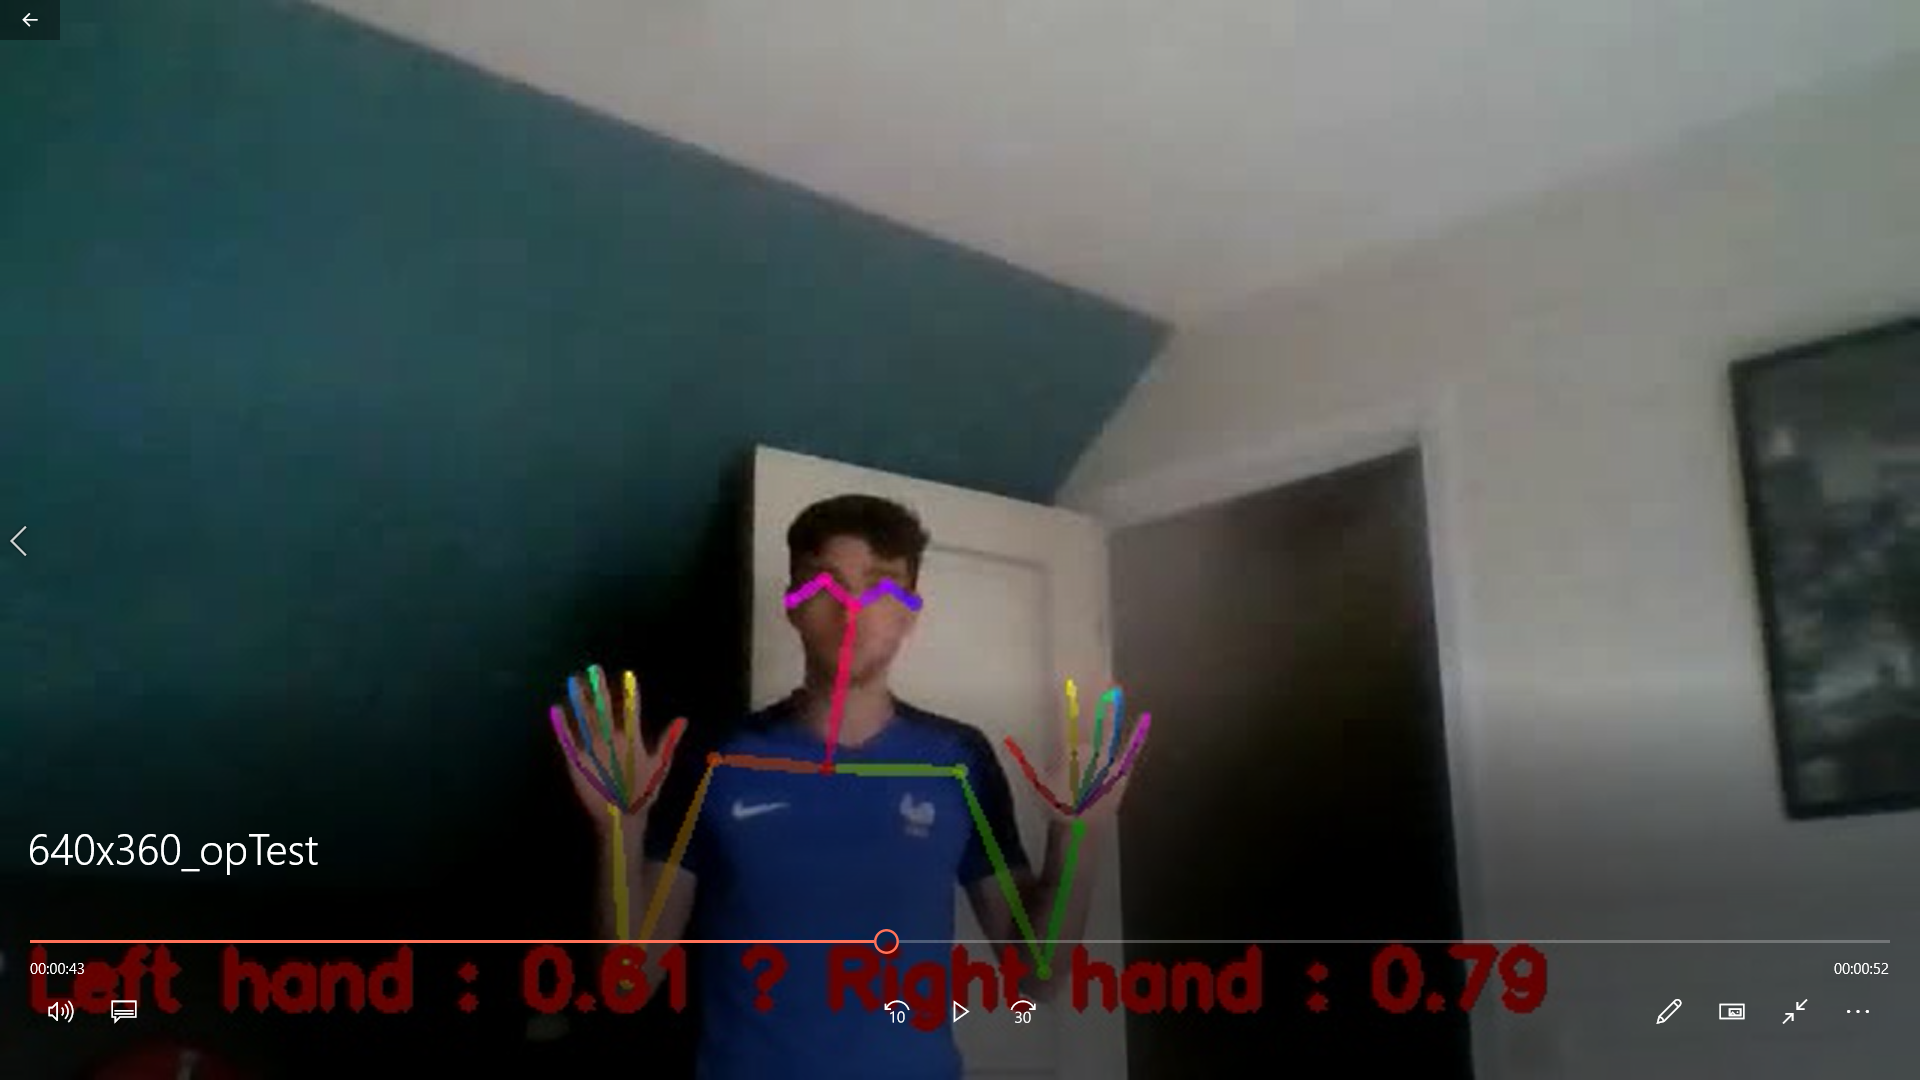 640x360_opTest
00:00:43
00:00:52
Left hand : 0.61 ? Right hand : 0.79
10
30